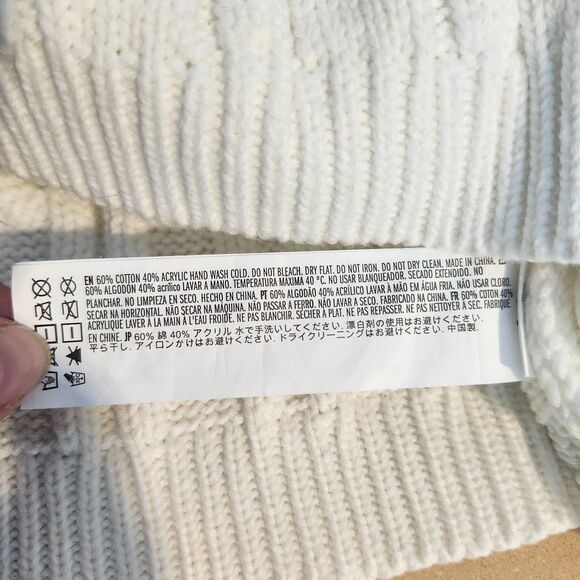 EN 60% COTTON 40% ACRYLIC HAND WASH COLD. DO NOT BLEACH. DRY FLAT. DO NOT IRON. DO NOT DRY CLEAN. MADE IN CHINA.
60% ALGODÓN 40% acrílico LAVAR A MANO, TEMPERATURA MAXIMA 40 °C. NO USAR BLANQUEADOR. SECADO EXTENDIDO. NO
PLANCHAR. NO LIMPIEZA EN SECO. HECHO EN CHINA. PT 60% ALGODÃO 40% ACRÍLICO LAVAR À MÃO EM ÁGUA FRIA. NÃO USAR CLORO.
SECAR NA HORIZONTAL. NÃO SECAR NA MÁQUINA. NÃO PASSAR A FERRO. NÃO LAVAR A SECO. FABRICADO NA CHINA. FR 60% COTON 40%
ACRYLIQUE LAVER À LA MAIN À L'EAU FROIDE. NE PAS BLANCHIR. SÉCHER À PLAT. NE PAS REPASSER. NE PAS NETTOYER À SEC. FABRIQUÉ
EN CHINE. JP 60% 綿 40% アクリル 水で手洗いしてください. 漂白剤の使用はお避けください.
平ら干し. アイロンかけはお避けください. ドライクリーニングはお避けください. 中国製.